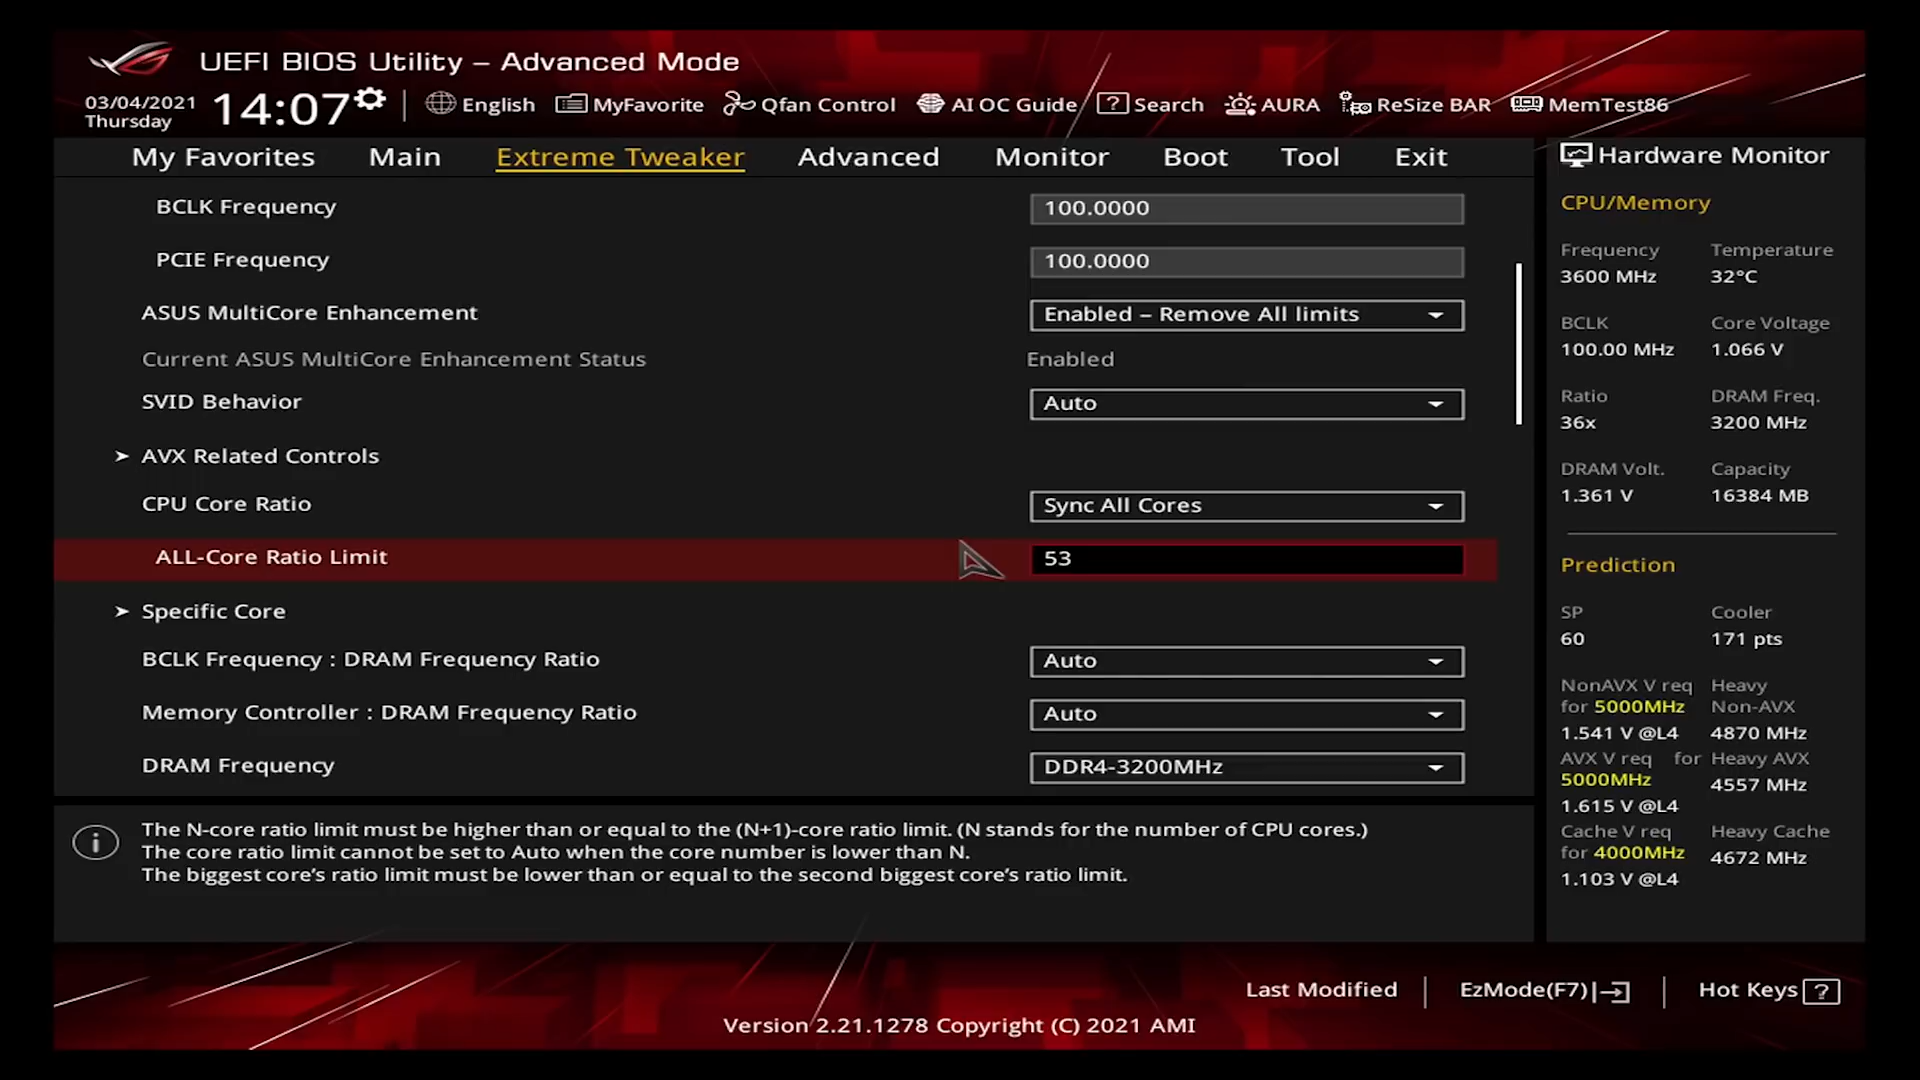 UEFI BIOS Utility – Advanced Mode
03/04/2021
Thursday
14:07
English
MyFavorite
Qfan Control
AI OC Guide
? Search
AURA
ReSize BAR
MemTest86
My Favorites
Main
Extreme Tweaker
Advanced
Monitor
Boot
Tool
Exit
BCLK Frequency
100.0000
PCIE Frequency
100.0000
ASUS MultiCore Enhancement
Enabled – Remove All limits
Current ASUS MultiCore Enhancement Status
Enabled
SVID Behavior
Auto
AVX Related Controls
CPU Core Ratio
Sync All Cores
ALL-Core Ratio Limit
53
Specific Core
BCLK Frequency : DRAM Frequency Ratio
Auto
Memory Controller : DRAM Frequency Ratio
Auto
DRAM Frequency
DDR4-3200MHz
i
The N-core ratio limit must be higher than or equal to the (N+1)-core ratio limit. (N stands for the number of CPU cores.)
The core ratio limit cannot be set to Auto when the core number is lower than N.
The biggest core's ratio limit must be lower than or equal to the second biggest core's ratio limit.
Hardware Monitor
CPU/Memory
Frequency
3600 MHz
Temperature
32°C
BCLK
100.00 MHz
Core Voltage
1.066 V
Ratio
36x
DRAM Freq.
3200 MHz
DRAM Volt.
1.361 V
Capacity
16384 MB
Prediction
SP
60
Cooler
171 pts
NonAVX V req
for 5000MHz
1.541 V @L4
Heavy
Non-AVX
4870 MHz
AVX V req for
5000MHz
1.615 V @L4
Heavy AVX
4557 MHz
Cache V req
for 4000MHz
1.103 V @L4
Heavy Cache
4672 MHz
Last Modified
EzMode(F7)
Hot Keys ?
Version 2.21.1278 Copyright (C) 2021 AMI